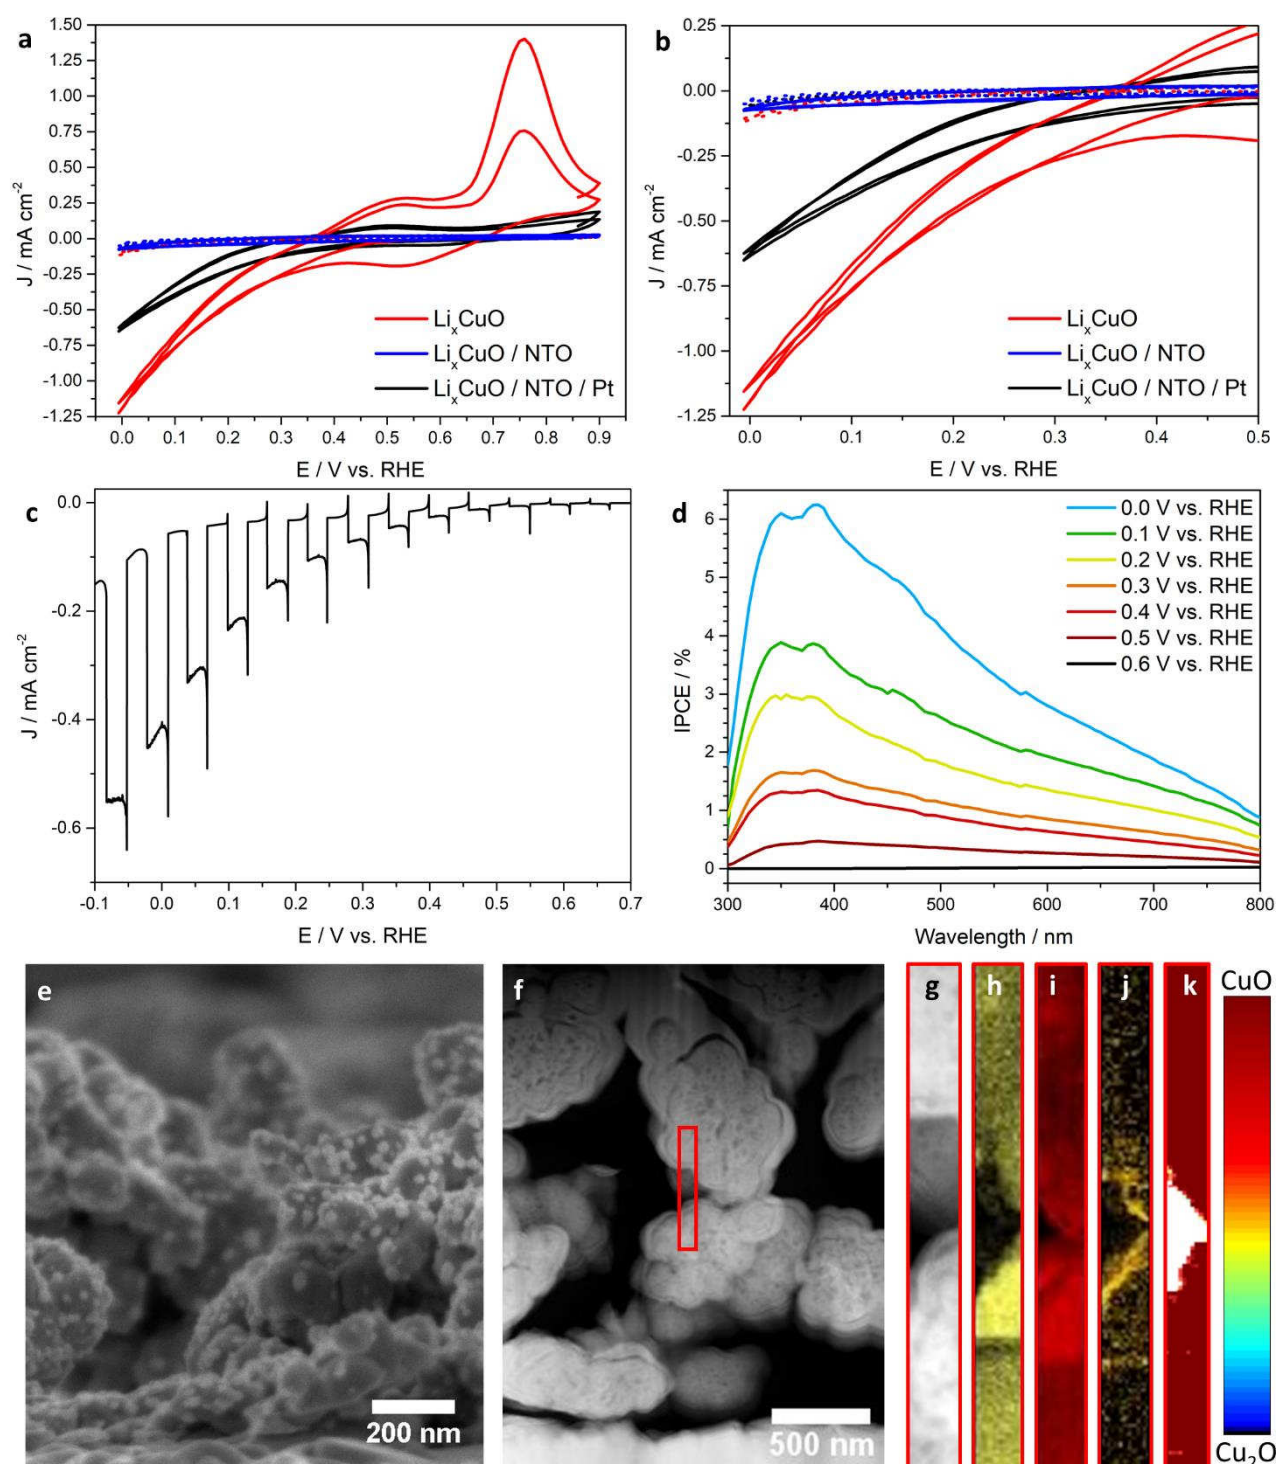 a
1.50
1.25
1.00
0.75
0.50
0.25
0.00
-0.25
-0.50
-0.75
-1.00
-1.25
J / mA cm⁻²
LiₓCuO
LiₓCuO / NTO
LiₓCuO / NTO / Pt
0.0 0.1 0.2 0.3 0.4 0.5 0.6 0.7 0.8 0.9
E / V vs. RHE
b
0.25
0.00
-0.25
-0.50
-0.75
-1.00
-1.25
J / mA cm⁻²
LiₓCuO
LiₓCuO / NTO
LiₓCuO / NTO / Pt
0.0 0.1 0.2 0.3 0.4 0.5
E / V vs. RHE
c
0.0
-0.2
-0.4
-0.6
J / mA cm⁻²
-0.1 0.0 0.1 0.2 0.3 0.4 0.5 0.6 0.7
E / V vs. RHE
d
6
5
4
3
2
1
0
IPCE / %
0.0 V vs. RHE
0.1 V vs. RHE
0.2 V vs. RHE
0.3 V vs. RHE
0.4 V vs. RHE
0.5 V vs. RHE
0.6 V vs. RHE
300 400 500 600 700 800
Wavelength / nm
e
200 nm
f
500 nm
g h i j k
CuO
Cu₂O